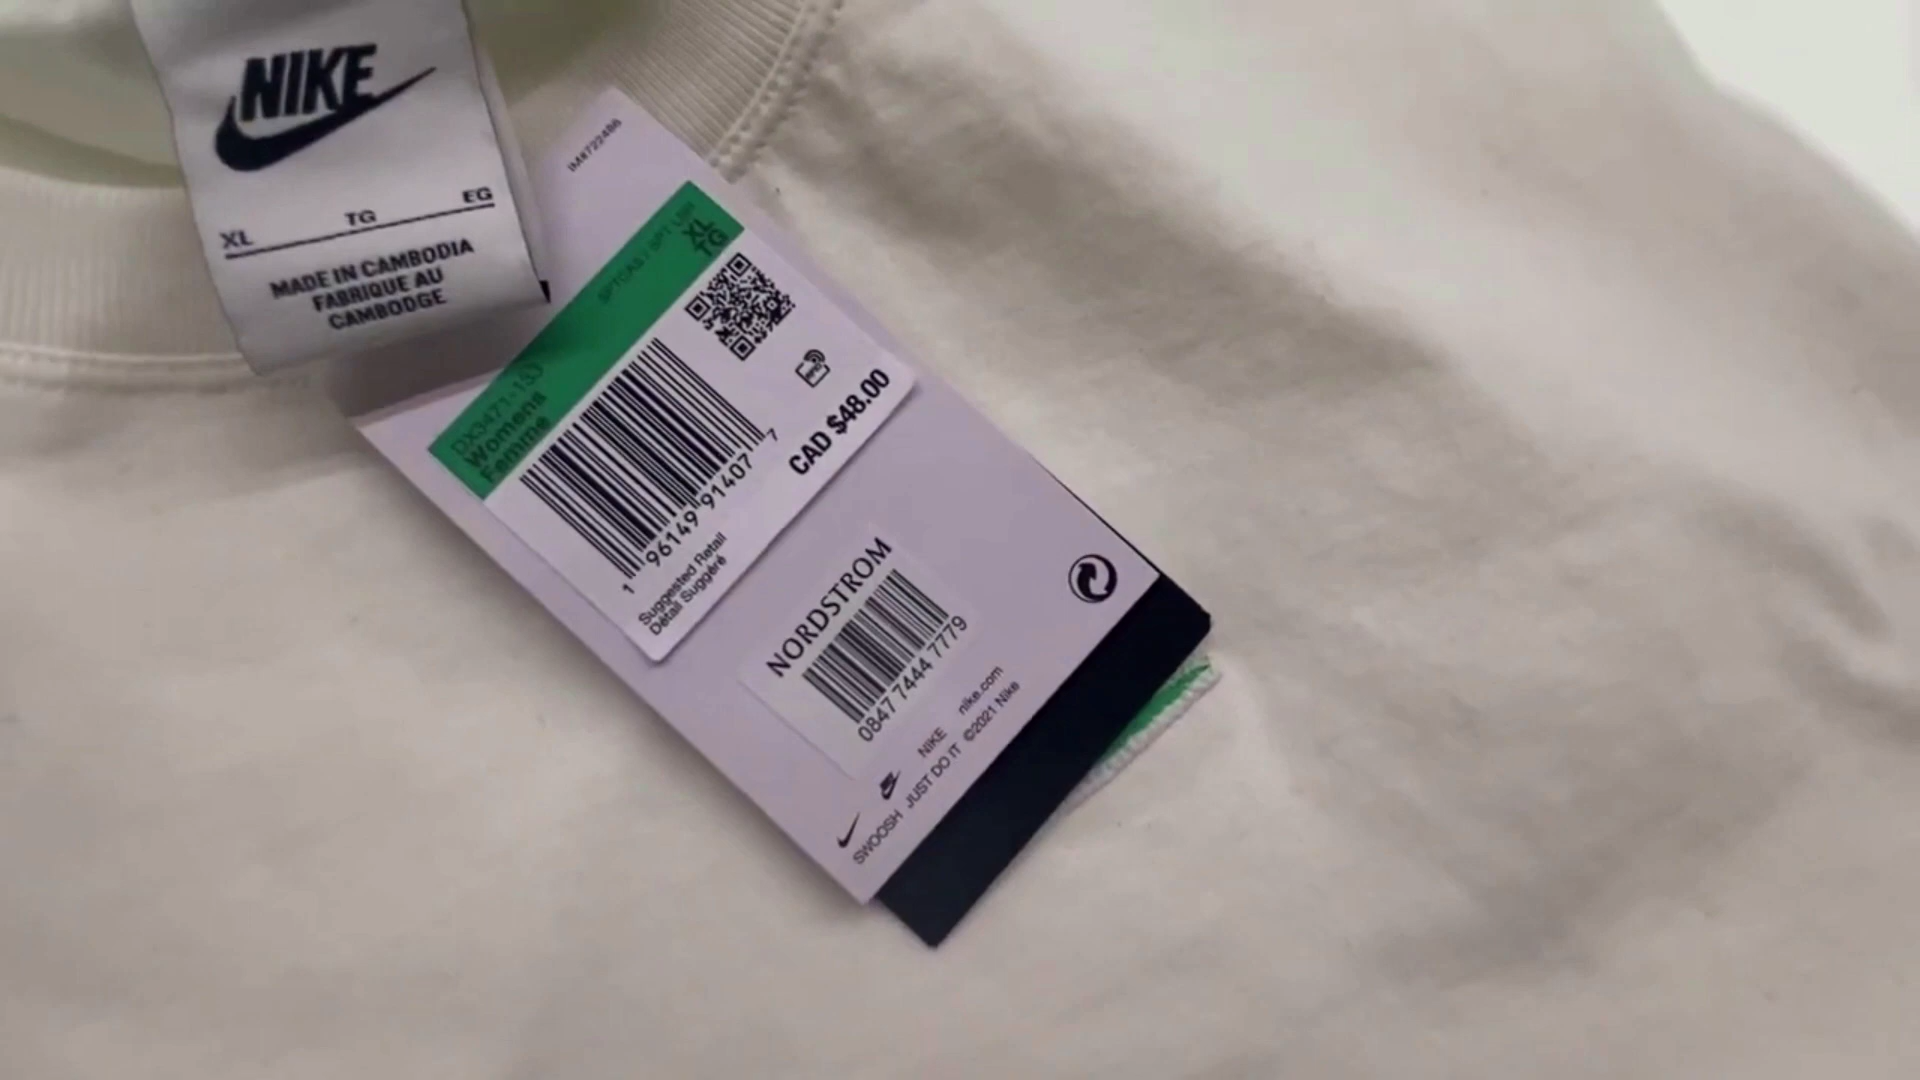 NIKE
XL TG EG
MADE IN CAMBODIA
FABRIQUE AU
CAMBODGE
IM#722486
XL
TG
Womens
Femme
1 96149 91407 7
CAD $48.00
Suggested Retail
Détail Suggéré
NORDSTROM
0847 7444 7779
NIKE nike.com
SWOOSH JUST DO IT ©2021 Nike